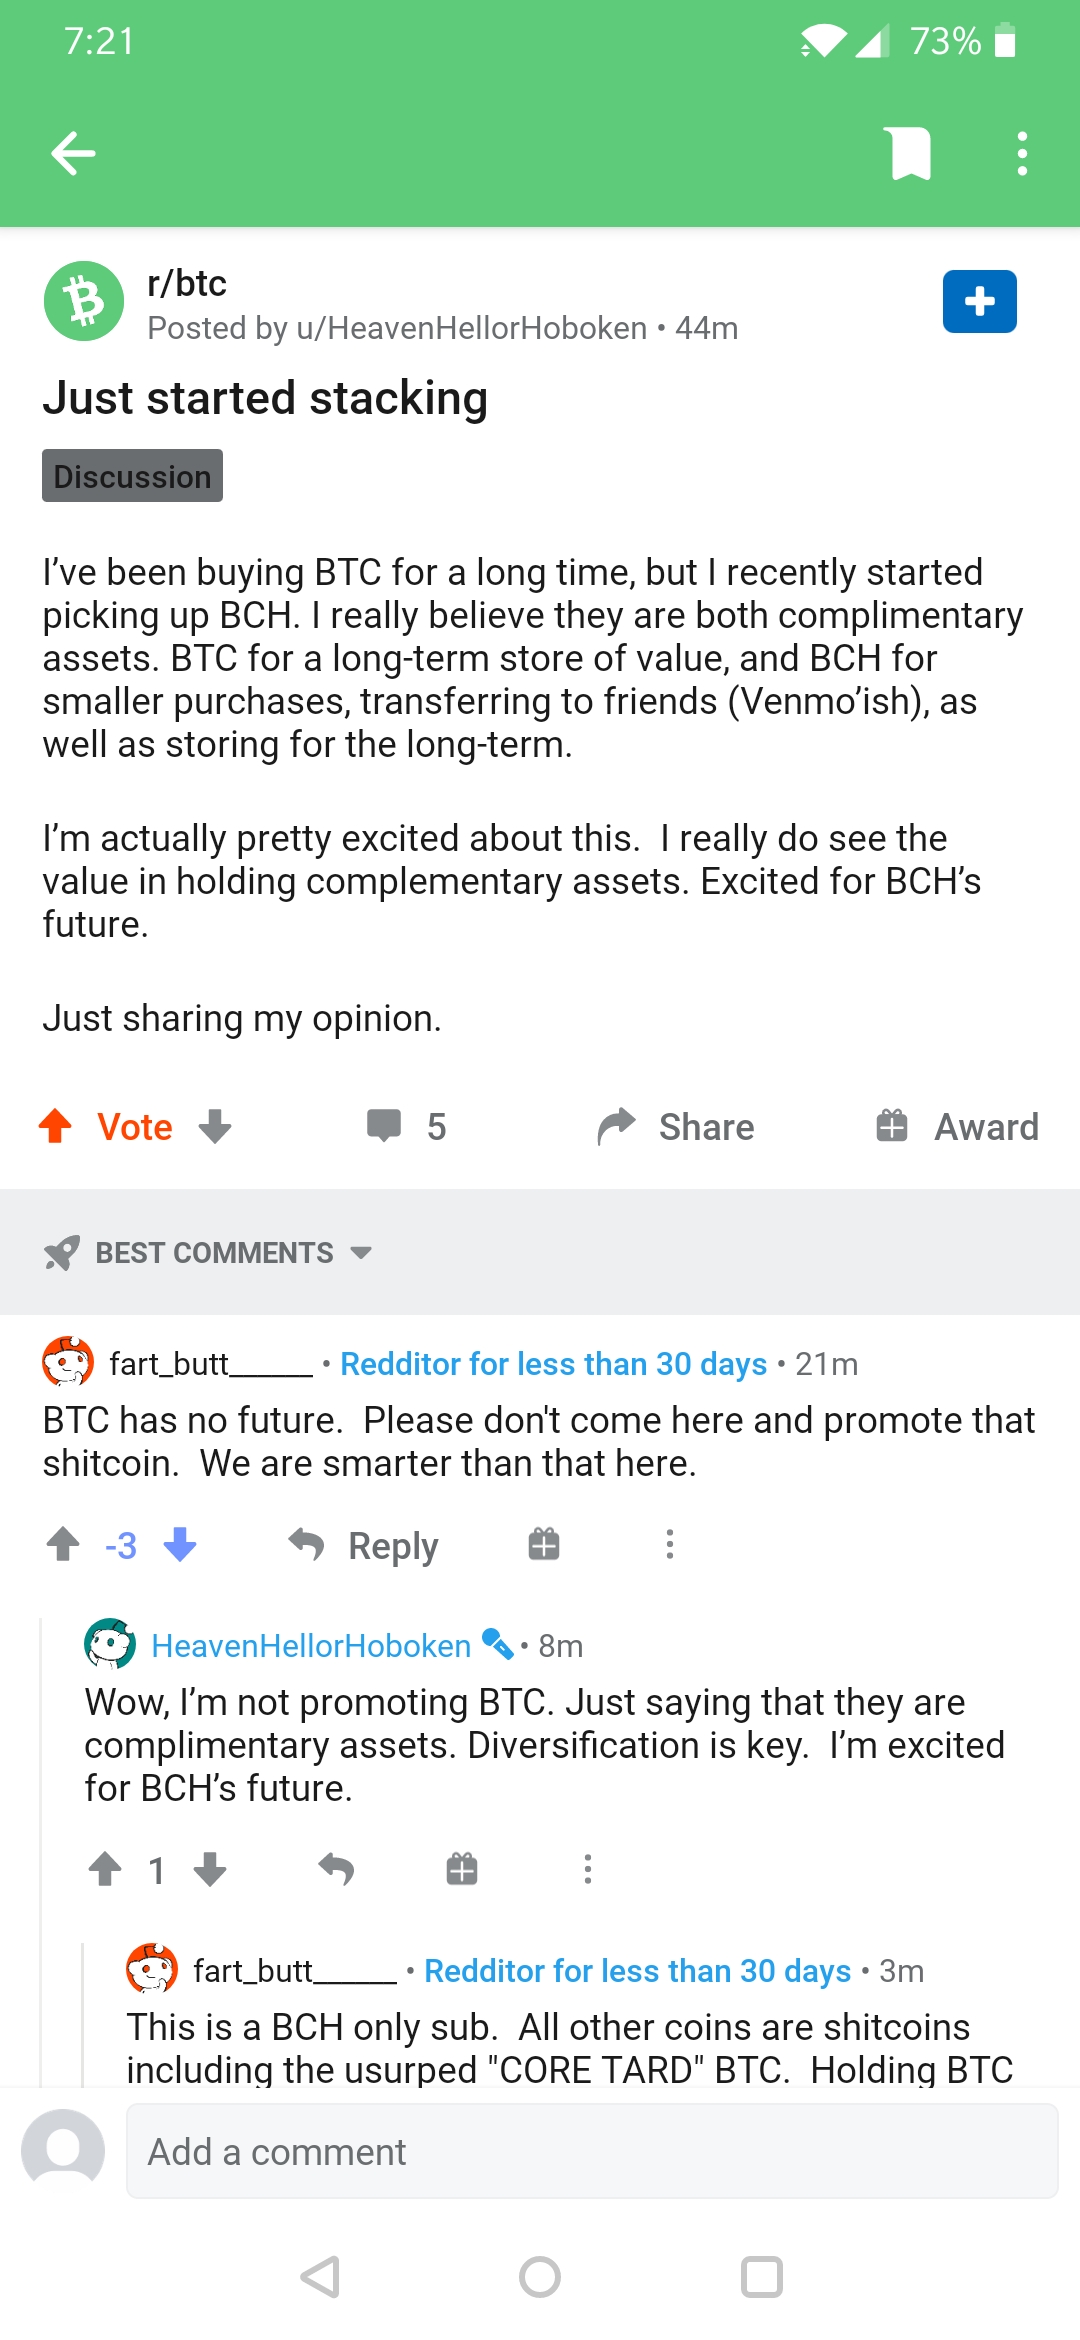 7:21
73%
r/btc
Posted by u/HeavenHellorHoboken • 44m
Just started stacking
Discussion
I’ve been buying BTC for a long time, but I recently started
picking up BCH. I really believe they are both complimentary
assets. BTC for a long-term store of value, and BCH for
smaller purchases, transferring to friends (Venmo’ish), as
well as storing for the long-term.
I’m actually pretty excited about this.  I really do see the
value in holding complementary assets. Excited for BCH’s
future.
Just sharing my opinion.
Vote
5
Share
Award
BEST COMMENTS
fart_butt_____ • Redditor for less than 30 days • 21m
BTC has no future.  Please don't come here and promote that
shitcoin.  We are smarter than that here.
-3
Reply
HeavenHellorHoboken • 8m
Wow, I’m not promoting BTC. Just saying that they are
complimentary assets. Diversification is key.  I’m excited
for BCH’s future.
1
fart_butt_____ • Redditor for less than 30 days • 3m
This is a BCH only sub.  All other coins are shitcoins
including the usurped "CORE TARD" BTC.  Holding BTC
Add a comment